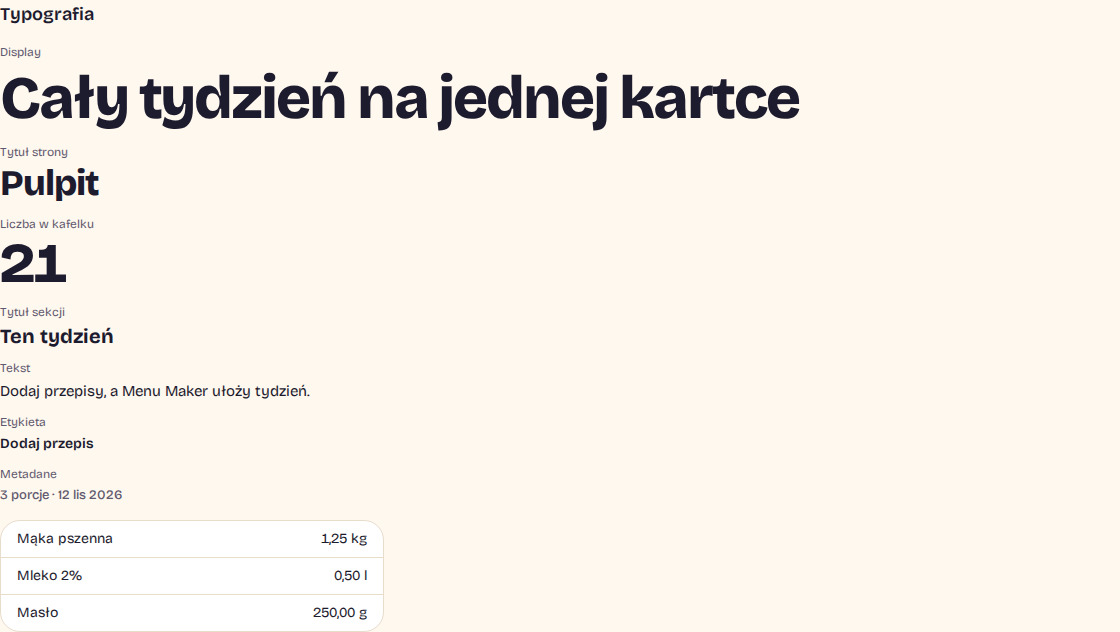 Typografia
Display
Cały tydzień na jednej kartce
Tytuł strony
Pulpit
Liczba w kafelku
21
Tytuł sekcji
Ten tydzień
Tekst
Dodaj przepisy, a Menu Maker ułoży tydzień.
Etykieta
Dodaj przepis
Metadane
3 porcje · 12 lis 2026
Mąka pszenna 1,25 kg
Mleko 2% 0,50 l
Masło 250,00 g